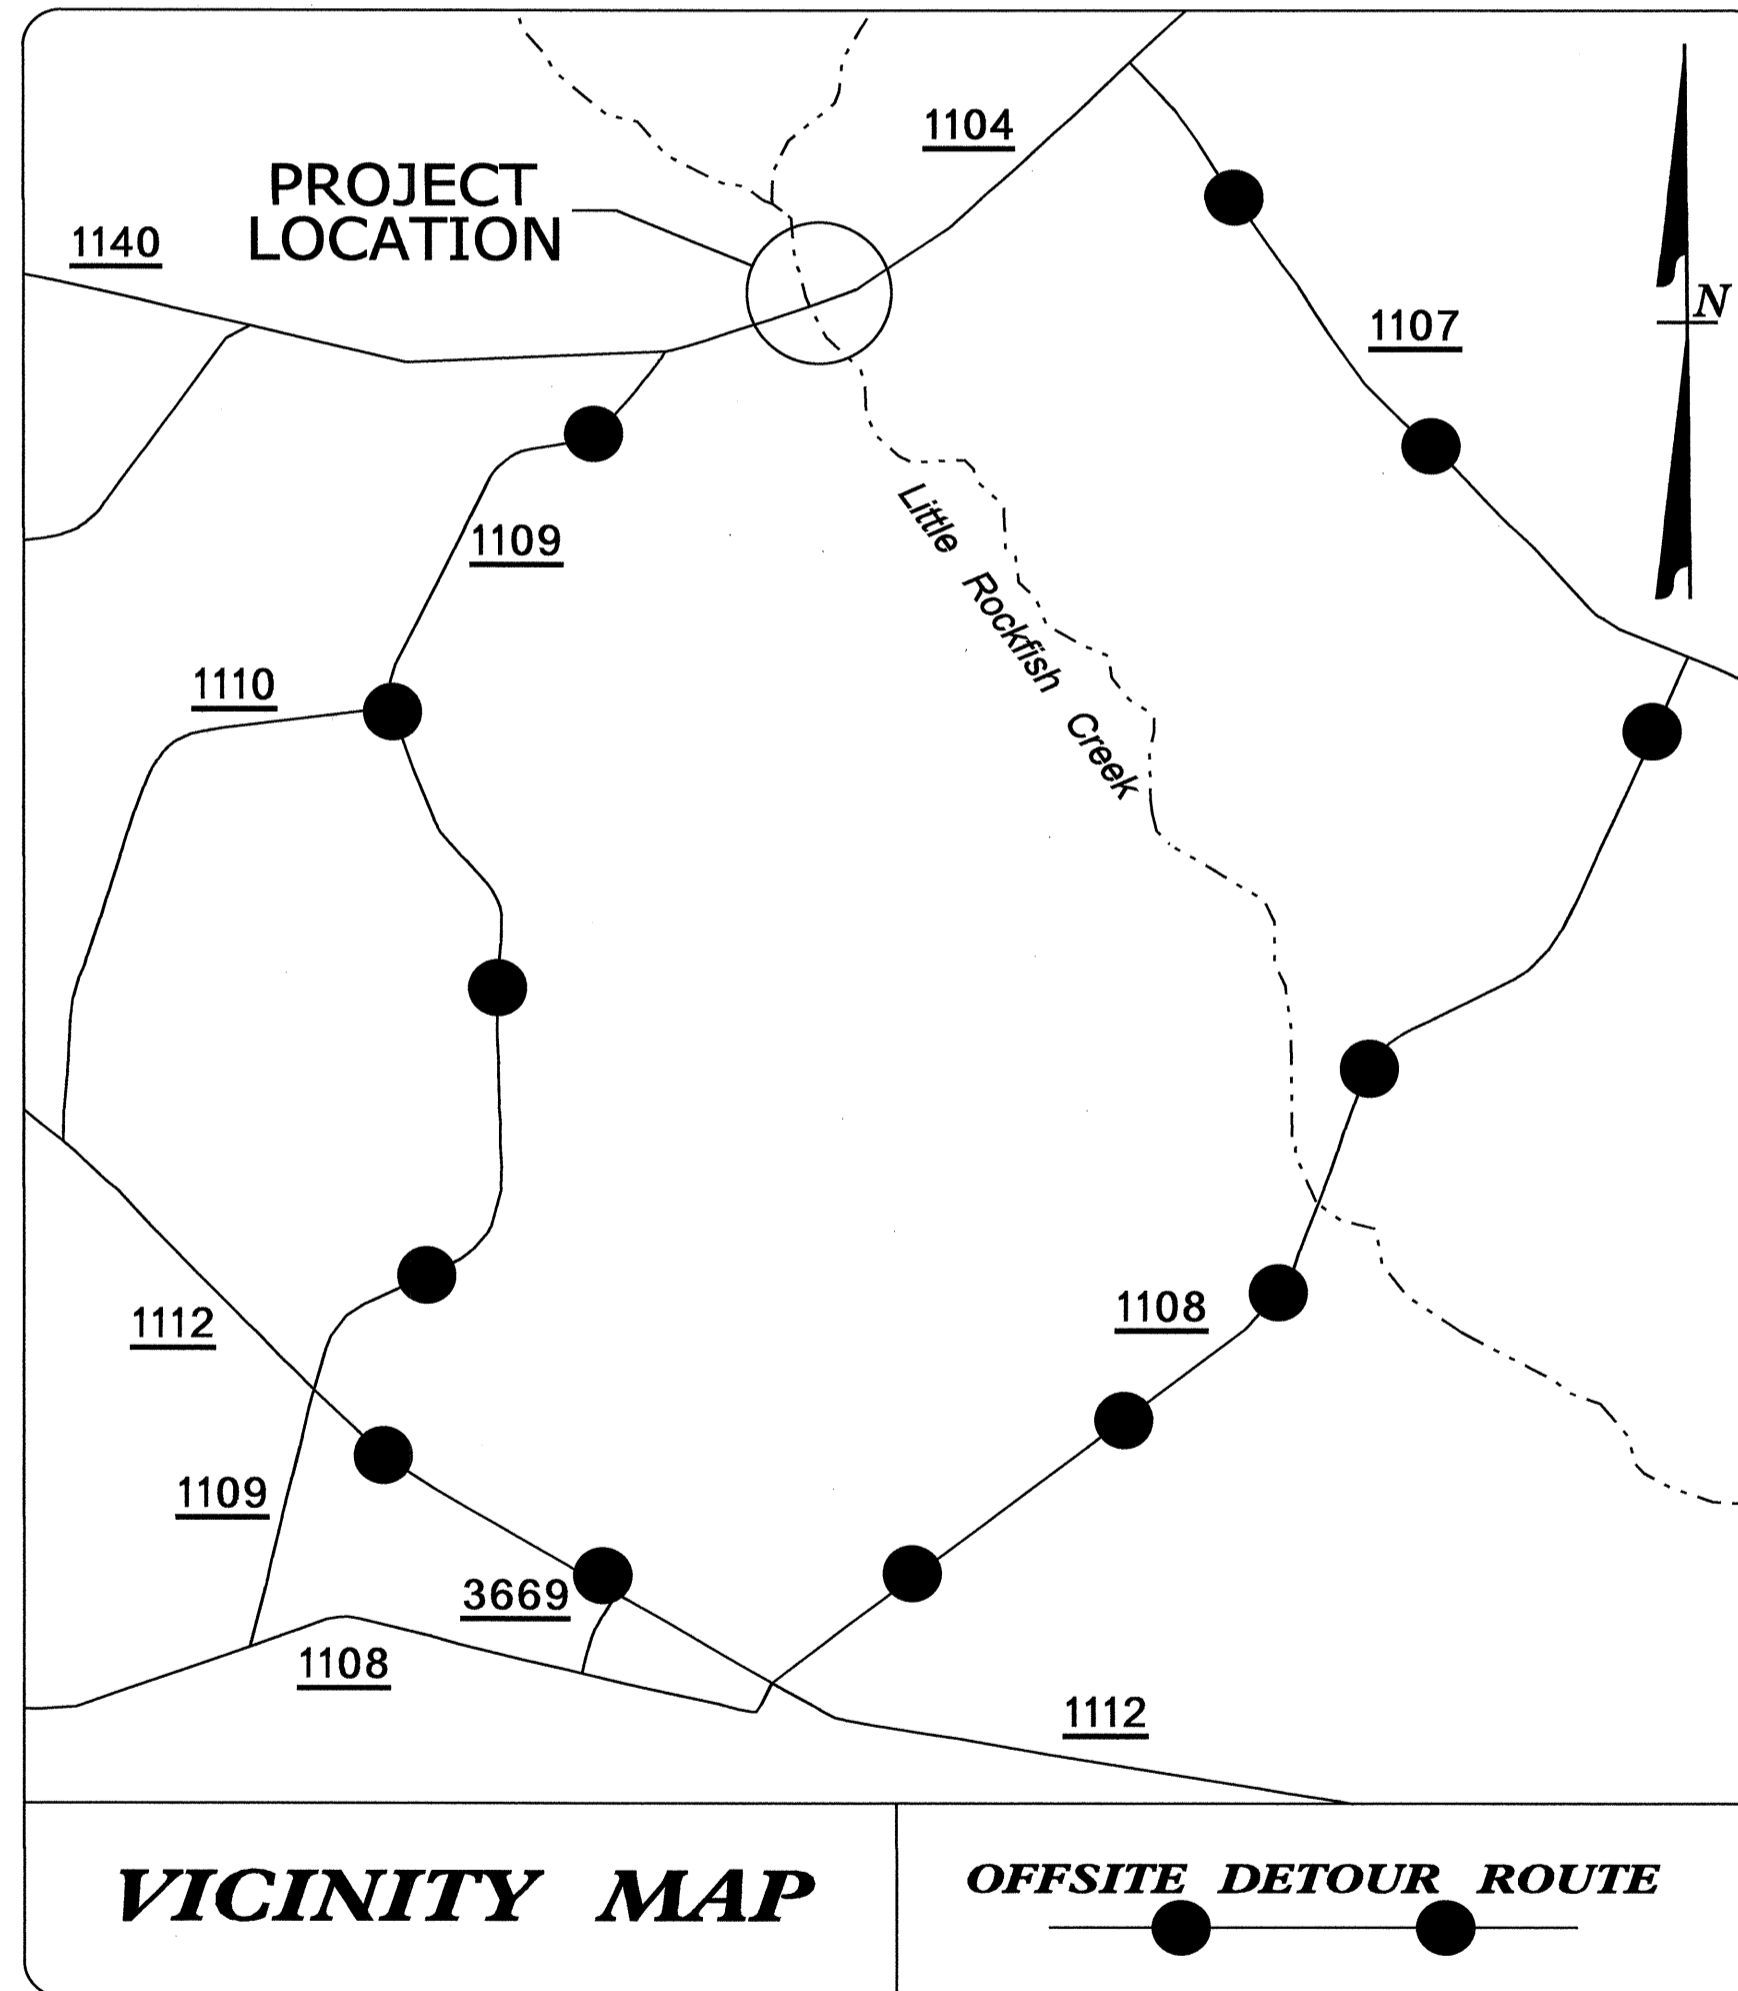 1104
PROJECT
LOCATION
1140
N
1107
1109
Little Rockfish Creek
1110
1108
1112
1109
3669
1108
1112
VICINITY MAP
OFFSITE DETOUR ROUTE